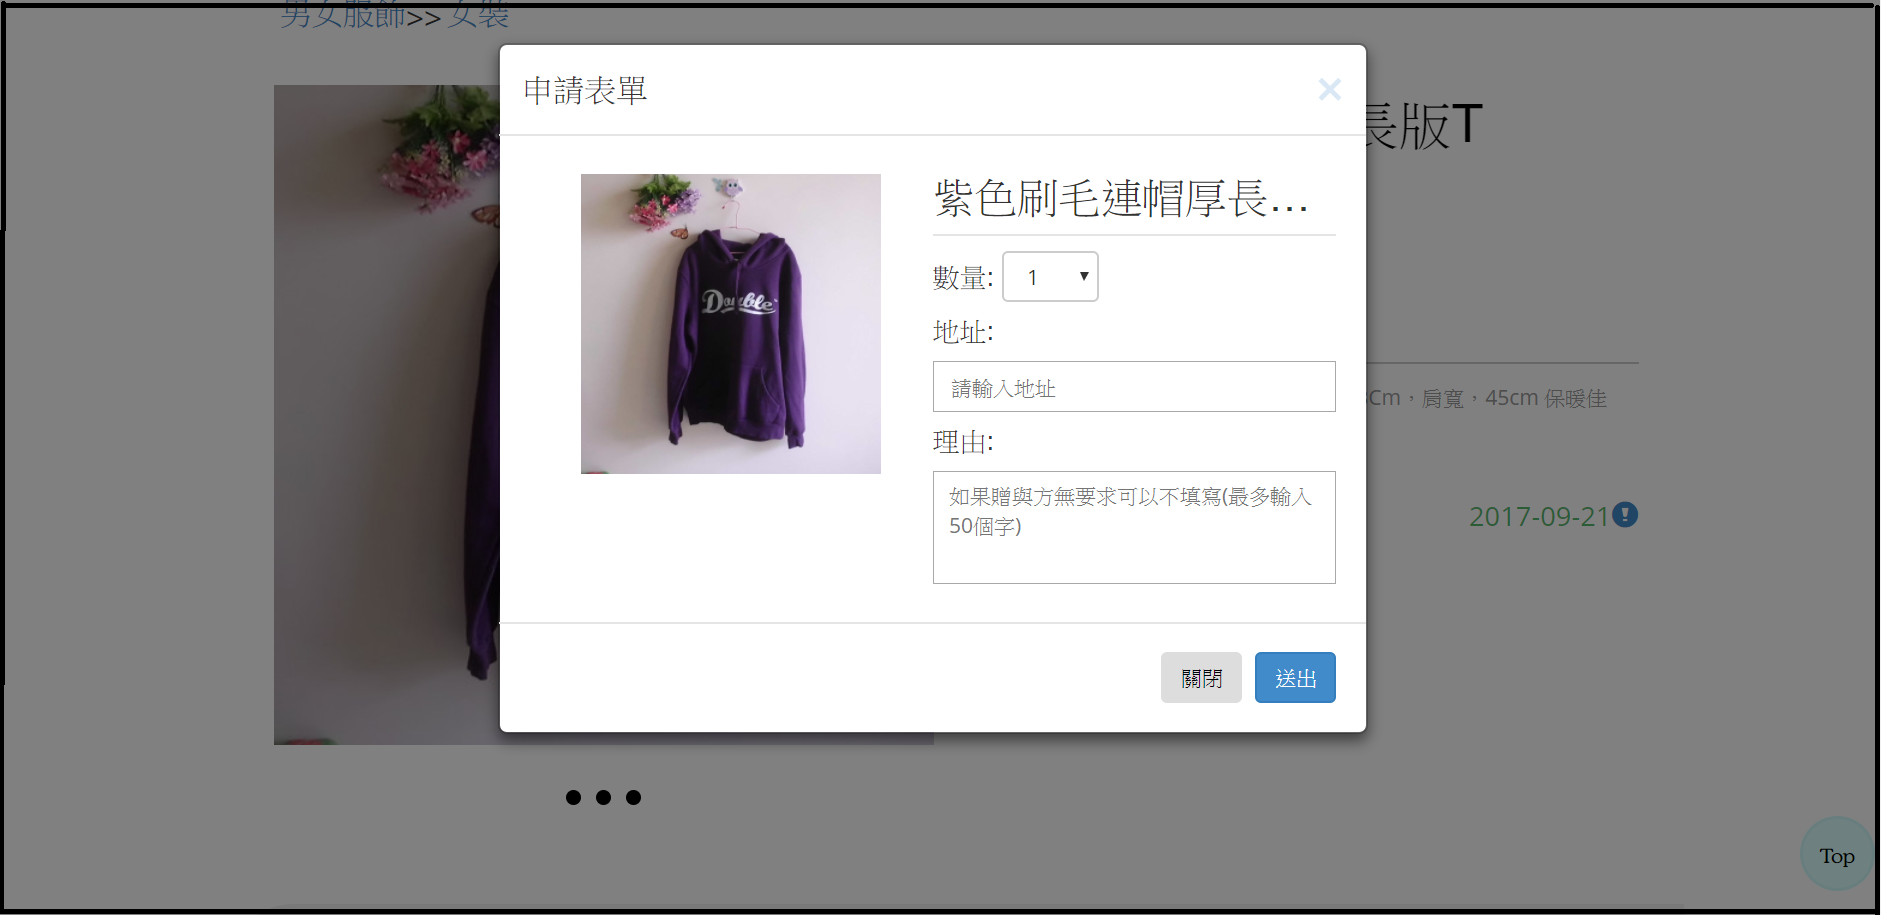 男女服飾>> 女裝
申請表單
×
長版T
紫色刷毛連帽厚長...
Double
數量: 1
地址:
請輸入地址
Cm，肩寬，45cm 保暖佳
理由:
如果贈與方無要求可以不填寫(最多輸入
50個字)
2017-09-21
關閉 送出
Top